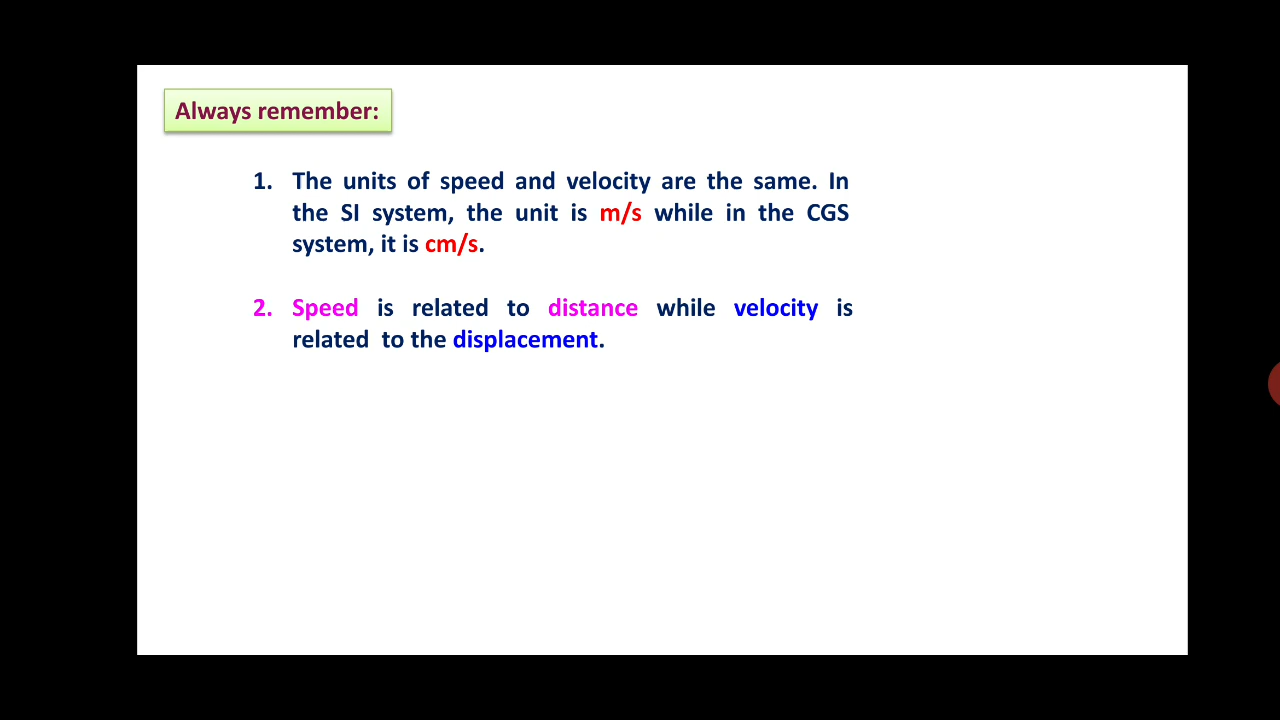 Always remember:
1. The units of speed and velocity are the same. In
the SI system, the unit is m/s while in the CGS
system, it is cm/s.
2. Speed is related to distance while velocity is
related to the displacement.